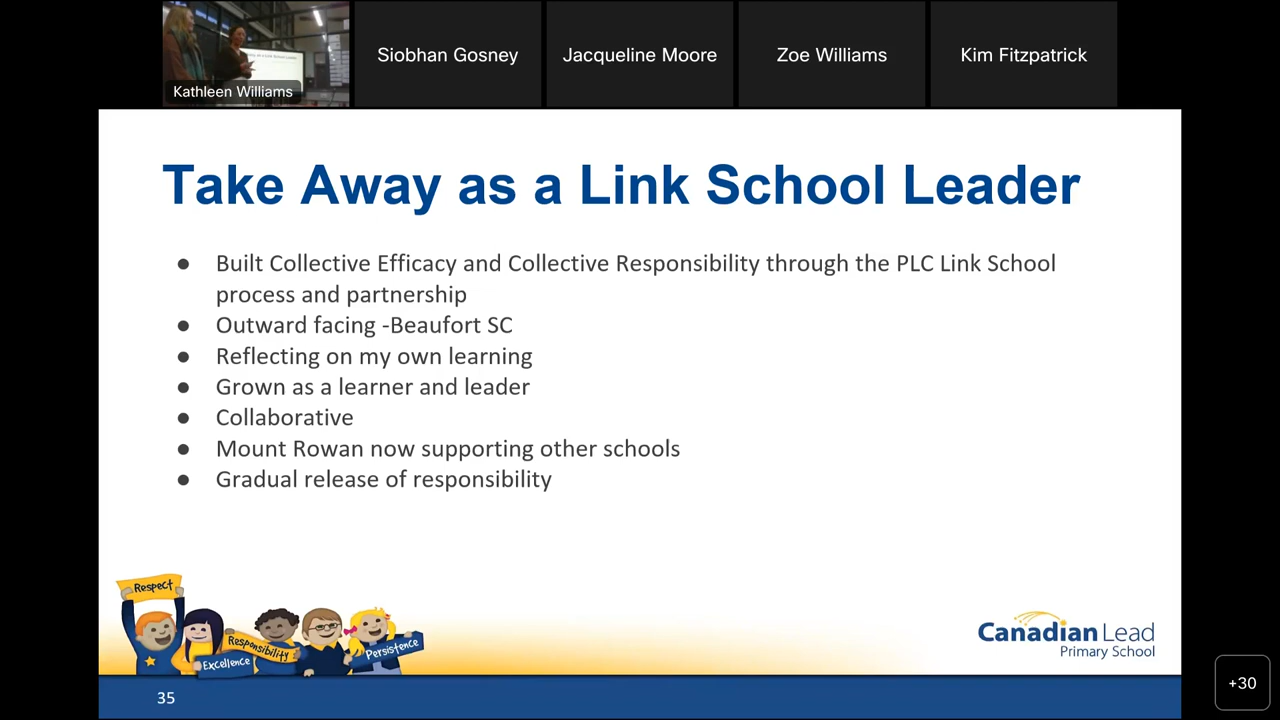 Kathleen Williams
Siobhan Gosney
Jacqueline Moore
Zoe Williams
Kim Fitzpatrick
Take Away as a Link School Leader
● Built Collective Efficacy and Collective Responsibility through the PLC Link School
process and partnership
● Outward facing -Beaufort SC
● Reflecting on my own learning
● Grown as a learner and leader
● Collaborative
● Mount Rowan now supporting other schools
● Gradual release of responsibility
Respect
Excellence
Responsibility
Persistence
Canadian Lead
Primary School
35
+30